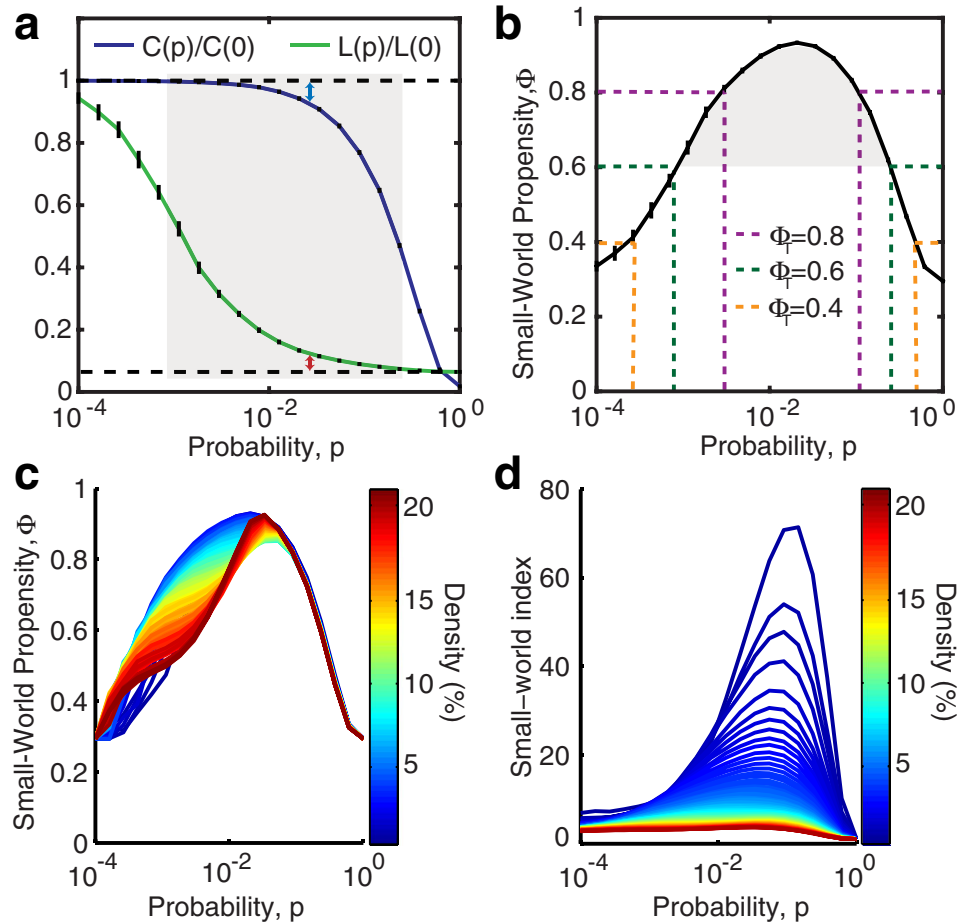 a
C(p)/C(0) L(p)/L(0)
1
0.8
0.6
0.4
0.2
0
10^-4 10^-2 10^0
Probability, p
b
Small-World Propensity,Φ
1
0.8
0.6
0.4
0.2
0
Φ_T=0.8
Φ_T=0.6
Φ_T=0.4
10^-4 10^-2 10^0
Probability, p
c
Small-World Propensity,Φ
1
0.8
0.6
0.4
0.2
0
10^-4 10^-2 10^0
Probability, p
20
15
10
5
Density (%)
d
Small-world index
80
60
40
20
0
10^-4 10^-2 10^0
Probability, p
20
15
10
5
Density (%)